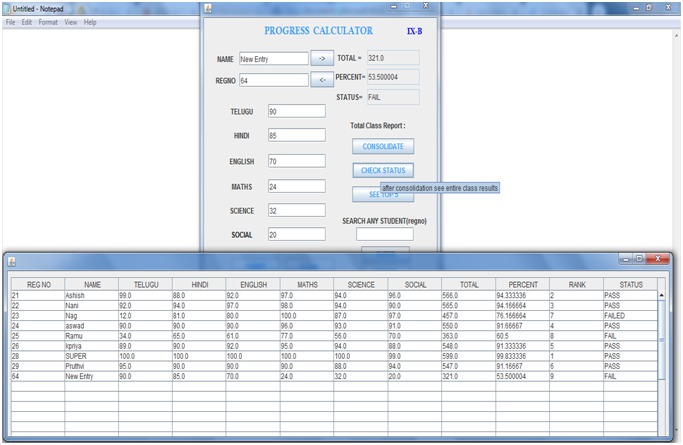 Untitled - Notepad
File Edit Format View Help
PROGRESS CALCULATOR IX-B
NAME New Entry -> TOTAL = 321.0
REGNO 64 <- PERCENT= 53.500004
STATUS= FAIL
TELUGU 90
Total Class Report :
HINDI 85
CONSOLIDATE
ENGLISH 70
CHECK STATUS
MATHS 24
after consolidation see entire class results
SEE TOP 5
SCIENCE 32
SEARCH ANY STUDENT(regno)
SOCIAL 20
REG NO NAME TELUGU HINDI ENGLISH MATHS SCIENCE SOCIAL TOTAL PERCENT RANK STATUS
21 Ashish 99.0 88.0 92.0 97.0 94.0 96.0 566.0 94.333336 2 PASS
22 Nani 92.0 94.0 97.0 98.0 94.0 90.0 565.0 94.166664 3 PASS
23 Nag 12.0 81.0 80.0 100.0 87.0 97.0 457.0 76.166664 7 FAILED
24 aswad 90.0 90.0 90.0 96.0 93.0 91.0 550.0 91.66667 4 PASS
25 Ramu 34.0 65.0 61.0 77.0 56.0 70.0 363.0 60.5 8 FAIL
26 kpriya 89.0 90.0 92.0 95.0 94.0 88.0 548.0 91.333336 5 PASS
28 SUPER 100.0 100.0 100.0 100.0 100.0 99.0 599.0 99.833336 1 PASS
29 Pruthvi 95.0 90.0 90.0 90.0 88.0 94.0 547.0 91.16667 6 PASS
64 New Entry 90.0 85.0 70.0 24.0 32.0 20.0 321.0 53.500004 9 FAIL